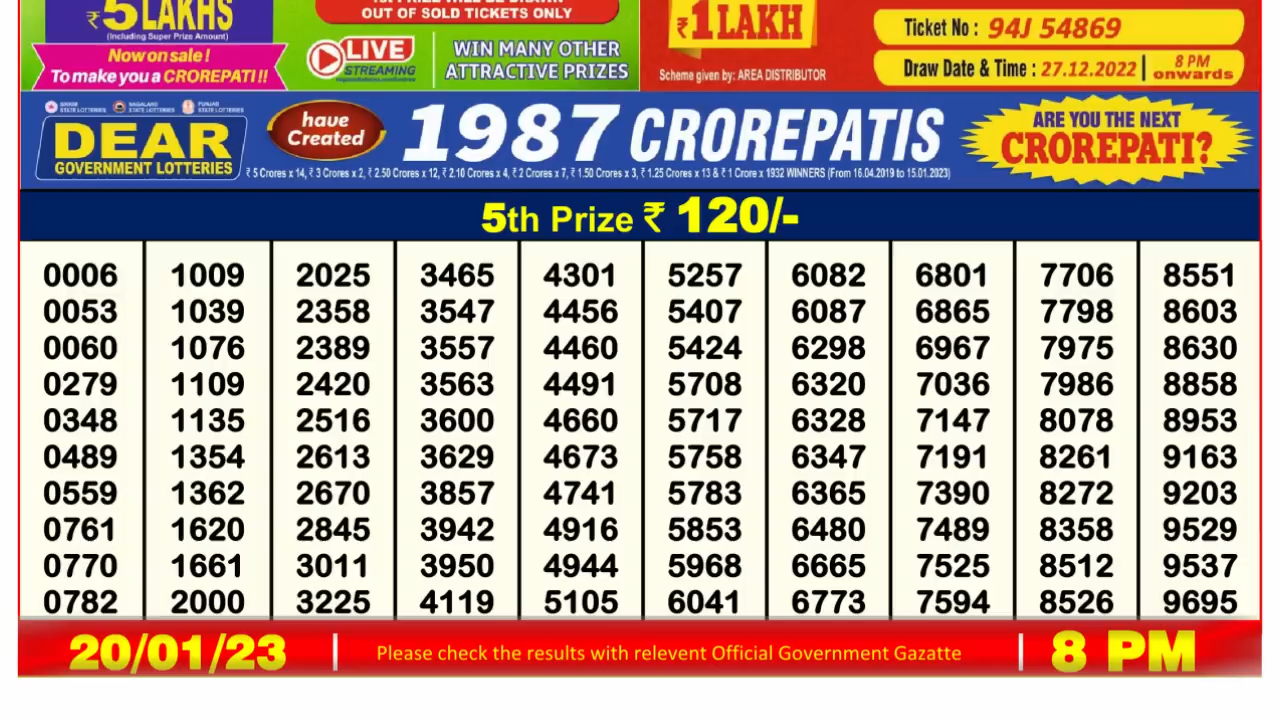 ₹5 LAKHS
(Including Super Prize Amount)
Now on sale !
To make you a CROREPATI !!
OUT OF SOLD TICKETS ONLY
LIVE
STREAMING
WIN MANY OTHER
ATTRACTIVE PRIZES
₹1 LAKH
Scheme given by: AREA DISTRIBUTOR
Ticket No : 94J 54869
Draw Date & Time : 27.12.2022 | 8 PM onwards
STATE LOTTERIES NAGALAND STATE LOTTERIES PUNJAB STATE LOTTERIES
DEAR
GOVERNMENT LOTTERIES
have
Created
1987 CROREPATIS
₹ 5 Crores x 14, ₹ 3 Crores x 2, ₹ 2.50 Crores x 12, ₹ 2.10 Crores x 4, ₹ 2 Crores x 7, ₹ 1.50 Crores x 3, ₹ 1.25 Crores x 13 & ₹ 1 Crore x 1932 WINNERS (From 16.04.2019 to 15.01.2023)
ARE YOU THE NEXT
CROREPATI?
5th Prize ₹ 120/-
0006 1009 2025 3465 4301 5257 6082 6801 7706 8551
0053 1039 2358 3547 4456 5407 6087 6865 7798 8603
0060 1076 2389 3557 4460 5424 6298 6967 7975 8630
0279 1109 2420 3563 4491 5708 6320 7036 7986 8858
0348 1135 2516 3600 4660 5717 6328 7147 8078 8953
0489 1354 2613 3629 4673 5758 6347 7191 8261 9163
0559 1362 2670 3857 4741 5783 6365 7390 8272 9203
0761 1620 2845 3942 4916 5853 6480 7489 8358 9529
0770 1661 3011 3950 4944 5968 6665 7525 8512 9537
0782 2000 3225 4119 5105 6041 6773 7594 8526 9695
20/01/23 | Please check the results with relevent Official Government Gazatte | 8 PM